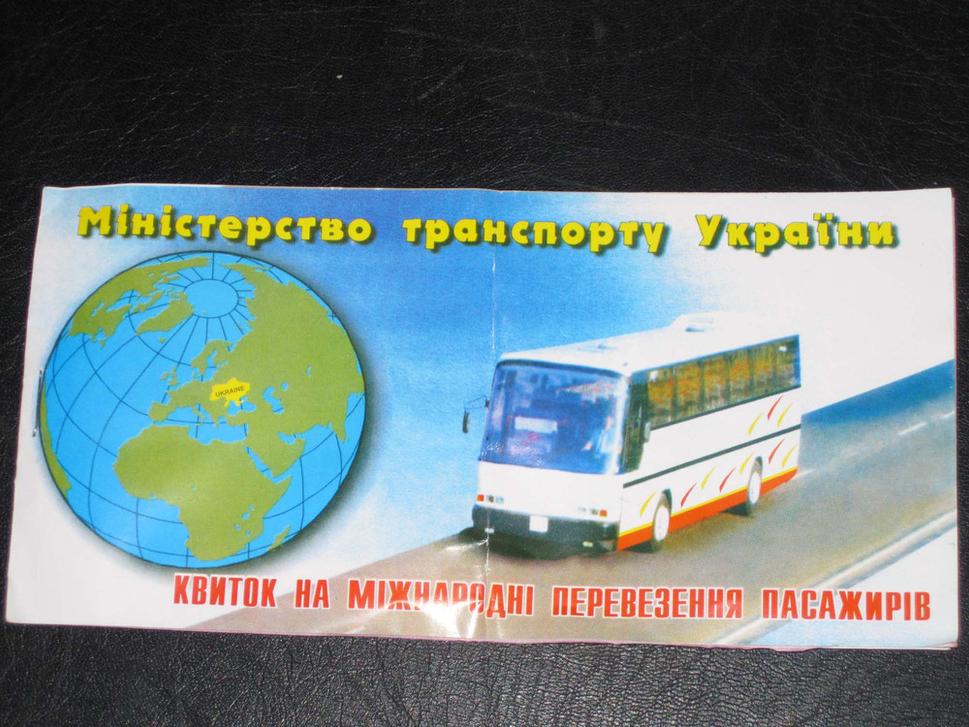 Міністерство транспорту України
UKRAINE
КВИТОК НА МІЖНАРОДНІ ПЕРЕВЕЗЕННЯ ПАСАЖИРІВ